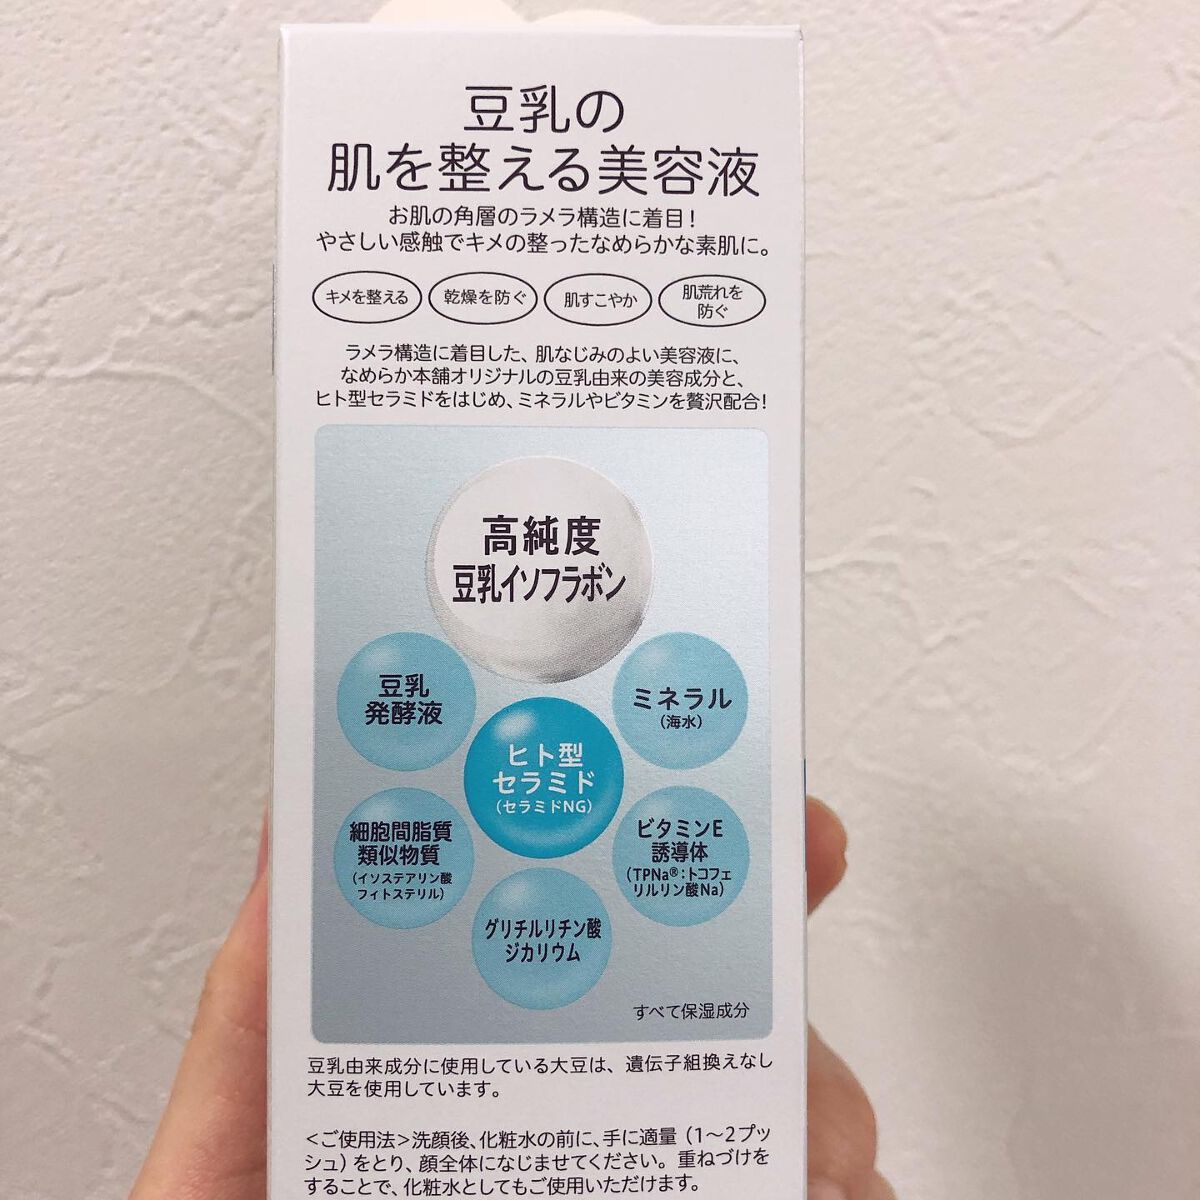 豆乳の
肌を整える美容液
お肌の角層のラメラ構造に着目！
やさしい感触でキメの整ったなめらかな素肌に。
キメを整える
乾燥を防ぐ
肌すこやか
肌荒れを
防ぐ
ラメラ構造に着目した、肌なじみのよい美容液に、
なめらか本舗オリジナルの豆乳由来の美容成分と、
ヒト型セラミドをはじめ、ミネラルやビタミンを贅沢配合！
高純度
豆乳イソフラボン
豆乳
発酵液
ミネラル
（海水）
ヒト型
セラミド
（セラミドNG）
細胞間脂質
類似物質
（イソステアリン酸
フィトステリル）
ビタミンE
誘導体
（TPNa®：トコフェ
リルリン酸Na）
グリチルリチン酸
ジカリウム
すべて保湿成分
豆乳由来成分に使用している大豆は、遺伝子組換えなし
大豆を使用しています。
＜ご使用法＞洗顔後、化粧水の前に、手に適量（1～2プッ
シュ）をとり、顔全体になじませてください。重ねづけを
することで、化粧水としてもご使用いただけます。